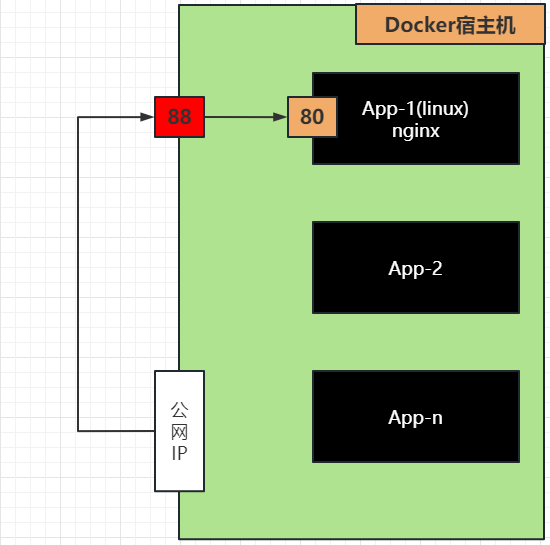 Docker宿主机
88
80
App-1(linux)
nginx
App-2
App-n
公
网
IP